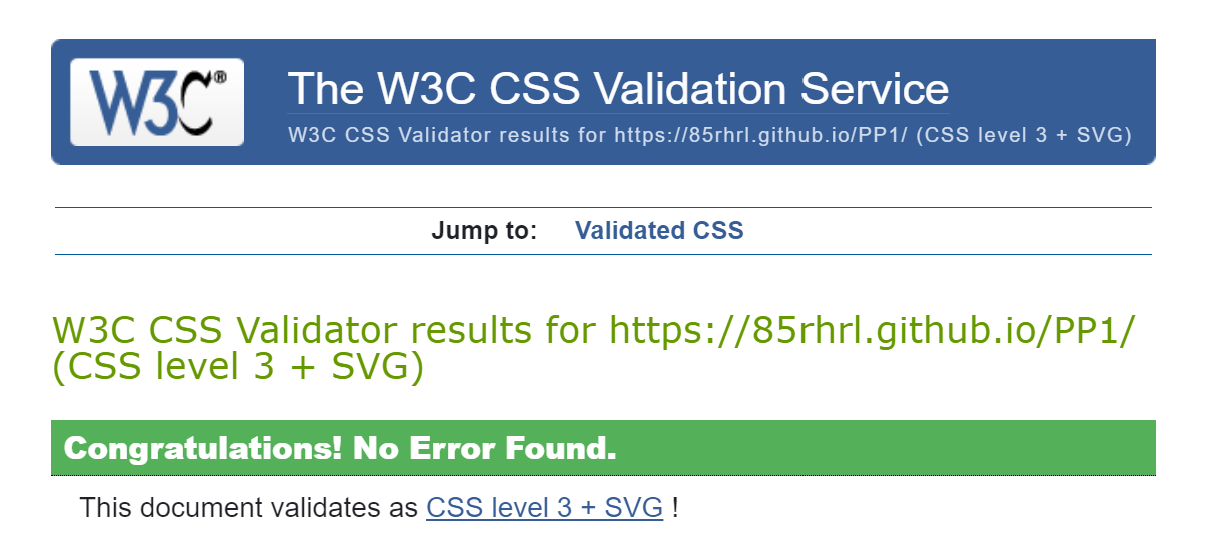 W3C®
The W3C CSS Validation Service
W3C CSS Validator results for https://85rhrl.github.io/PP1/ (CSS level 3 + SVG)
Jump to: Validated CSS
W3C CSS Validator results for https://85rhrl.github.io/PP1/
(CSS level 3 + SVG)
Congratulations! No Error Found.
This document validates as CSS level 3 + SVG !